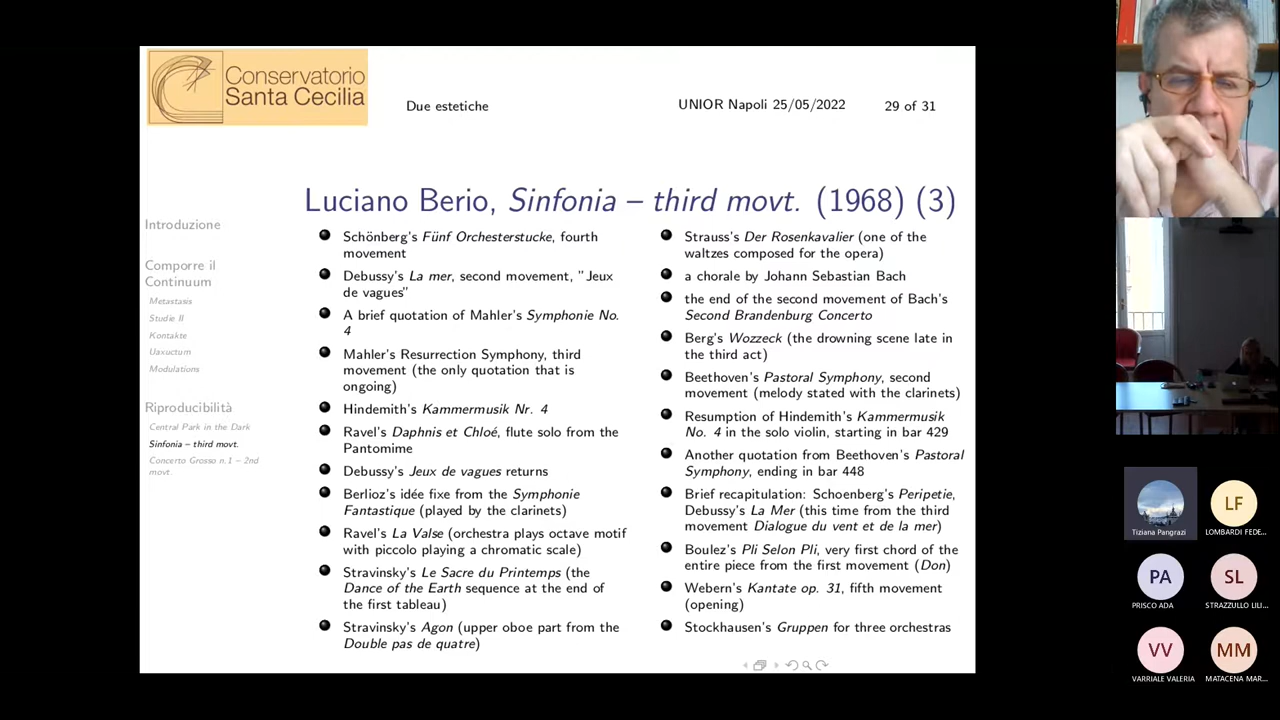 Conservatorio
Santa Cecilia
Due estetiche
UNIOR Napoli 25/05/2022
29 of 31
Luciano Berio, Sinfonia – third movt. (1968) (3)
Introduzione
Comporre il
Continuum
Metastasis
Studie II
Kontakte
Uaxuctum
Modulations
Riproducibilità
Central Park in the Dark
Sinfonia – third movt.
Concerto Grosso n.1 – 2nd
movt.
Schönberg's Fünf Orchesterstucke, fourth
movement
Debussy's La mer, second movement, "Jeux
de vagues"
A brief quotation of Mahler's Symphonie No.
4
Mahler's Resurrection Symphony, third
movement (the only quotation that is
ongoing)
Hindemith's Kammermusik Nr. 4
Ravel's Daphnis et Chloé, flute solo from the
Pantomime
Debussy's Jeux de vagues returns
Berlioz's idée fixe from the Symphonie
Fantastique (played by the clarinets)
Ravel's La Valse (orchestra plays octave motif
with piccolo playing a chromatic scale)
Stravinsky's Le Sacre du Printemps (the
Dance of the Earth sequence at the end of
the first tableau)
Stravinsky's Agon (upper oboe part from the
Double pas de quatre)
Strauss's Der Rosenkavalier (one of the
waltzes composed for the opera)
a chorale by Johann Sebastian Bach
the end of the second movement of Bach's
Second Brandenburg Concerto
Berg's Wozzeck (the drowning scene late in
the third act)
Beethoven's Pastoral Symphony, second
movement (melody stated with the clarinets)
Resumption of Hindemith's Kammermusik
No. 4 in the solo violin, starting in bar 429
Another quotation from Beethoven's Pastoral
Symphony, ending in bar 448
Brief recapitulation: Schoenberg's Peripetie,
Debussy's La Mer (this time from the third
movement Dialogue du vent et de la mer)
Boulez's Pli Selon Pli, very first chord of the
entire piece from the first movement (Don)
Webern's Kantate op. 31, fifth movement
(opening)
Stockhausen's Gruppen for three orchestras
Tiziana Pangrazi
LF
LOMBARDI FEDE...
PA
PRISCO ADA
SL
STRAZZULLO LILI...
VV
VARRIALE VALERIA
MM
MATACENA MAR...